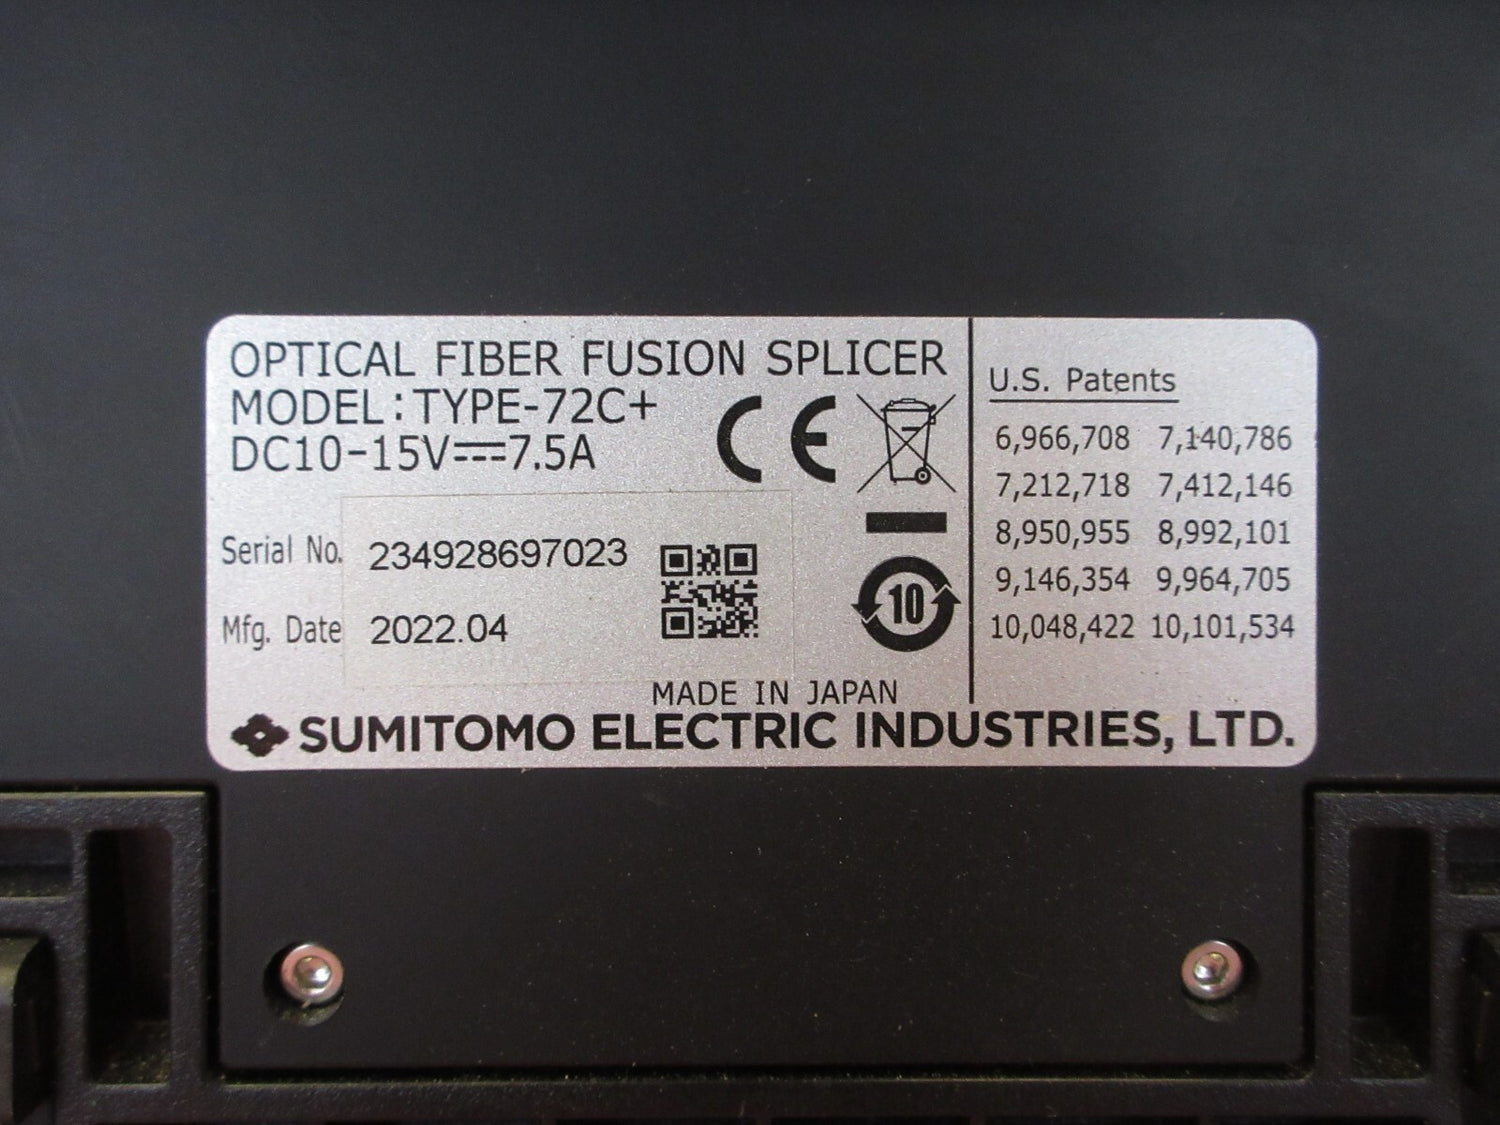 OPTICAL FIBER FUSION SPLICER
MODEL:TYPE-72C+
DC10-15V⎓7.5A
CE
Serial No. 234928697023
Mfg. Date 2022.04
10
MADE IN JAPAN
SUMITOMO ELECTRIC INDUSTRIES, LTD.
U.S. Patents
6,966,708 7,140,786
7,212,718 7,412,146
8,950,955 8,992,101
9,146,354 9,964,705
10,048,422 10,101,534